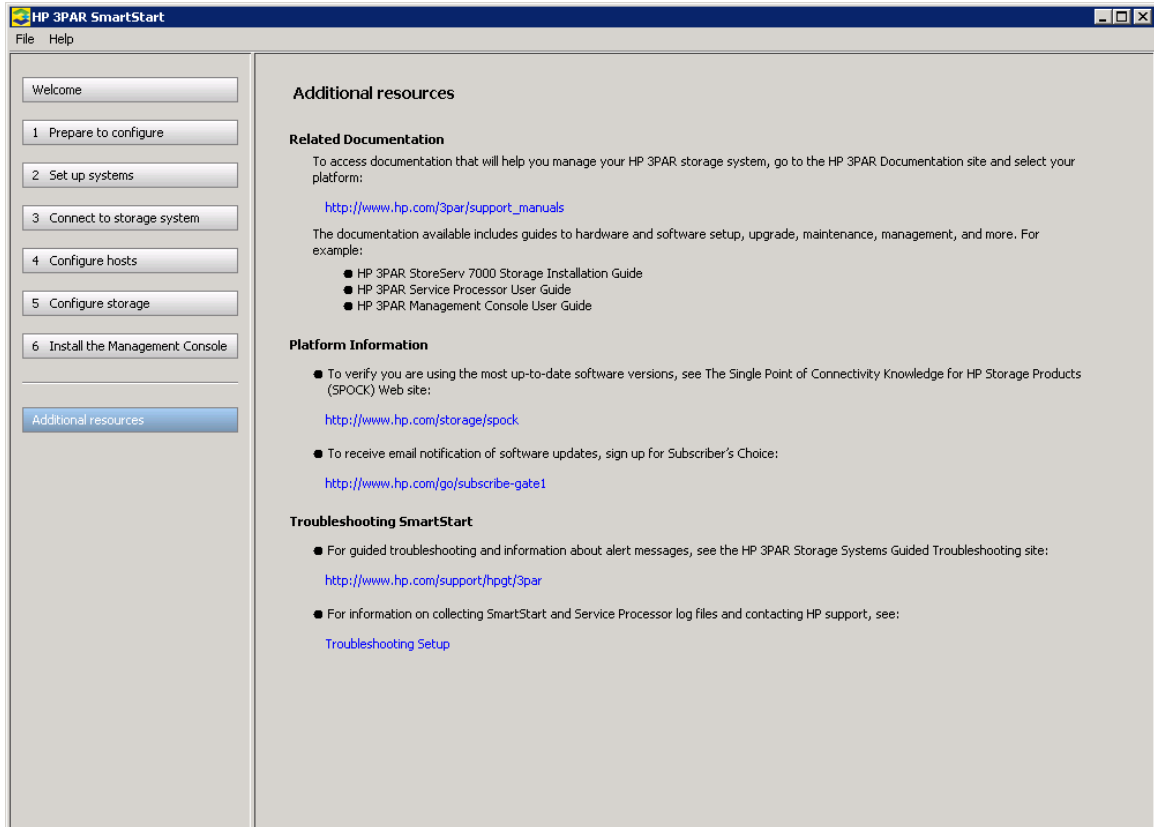 HP 3PAR SmartStart
File Help
Welcome
1 Prepare to configure
2 Set up systems
3 Connect to storage system
4 Configure hosts
5 Configure storage
6 Install the Management Console
Additional resources
Additional resources
Related Documentation
To access documentation that will help you manage your HP 3PAR storage system, go to the HP 3PAR Documentation site and select your
platform:
http://www.hp.com/3par/support_manuals
The documentation available includes guides to hardware and software setup, upgrade, maintenance, management, and more. For
example:
● HP 3PAR StoreServ 7000 Storage Installation Guide
● HP 3PAR Service Processor User Guide
● HP 3PAR Management Console User Guide
Platform Information
● To verify you are using the most up-to-date software versions, see The Single Point of Connectivity Knowledge for HP Storage Products
(SPOCK) Web site:
http://www.hp.com/storage/spock
● To receive email notification of software updates, sign up for Subscriber's Choice:
http://www.hp.com/go/subscribe-gate1
Troubleshooting SmartStart
● For guided troubleshooting and information about alert messages, see the HP 3PAR Storage Systems Guided Troubleshooting site:
http://www.hp.com/support/hpgt/3par
● For information on collecting SmartStart and Service Processor log files and contacting HP support, see:
Troubleshooting Setup